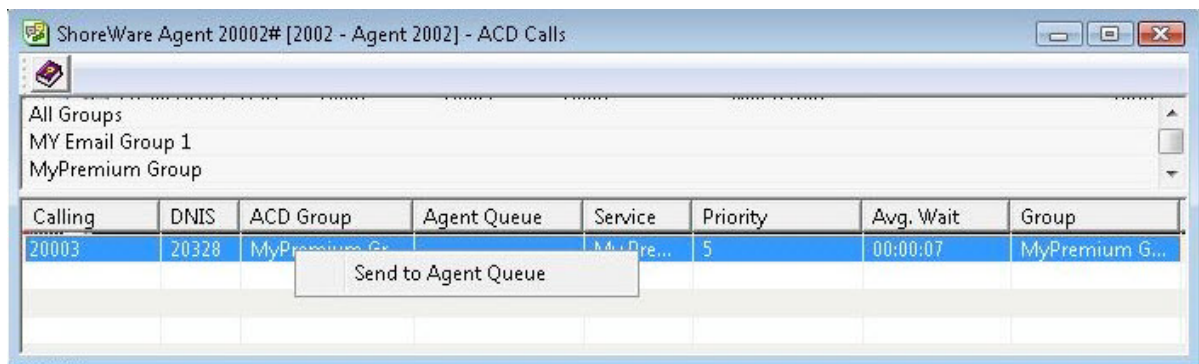 ShoreWare Agent 20002# [2002 - Agent 2002] - ACD Calls
All Groups
MY Email Group 1
MyPremium Group
Calling DNIS ACD Group Agent Queue Service Priority Avg. Wait Group
20003 20328 MyPremium Gr 5 00:00:07 MyPremium G...
Send to Agent Queue